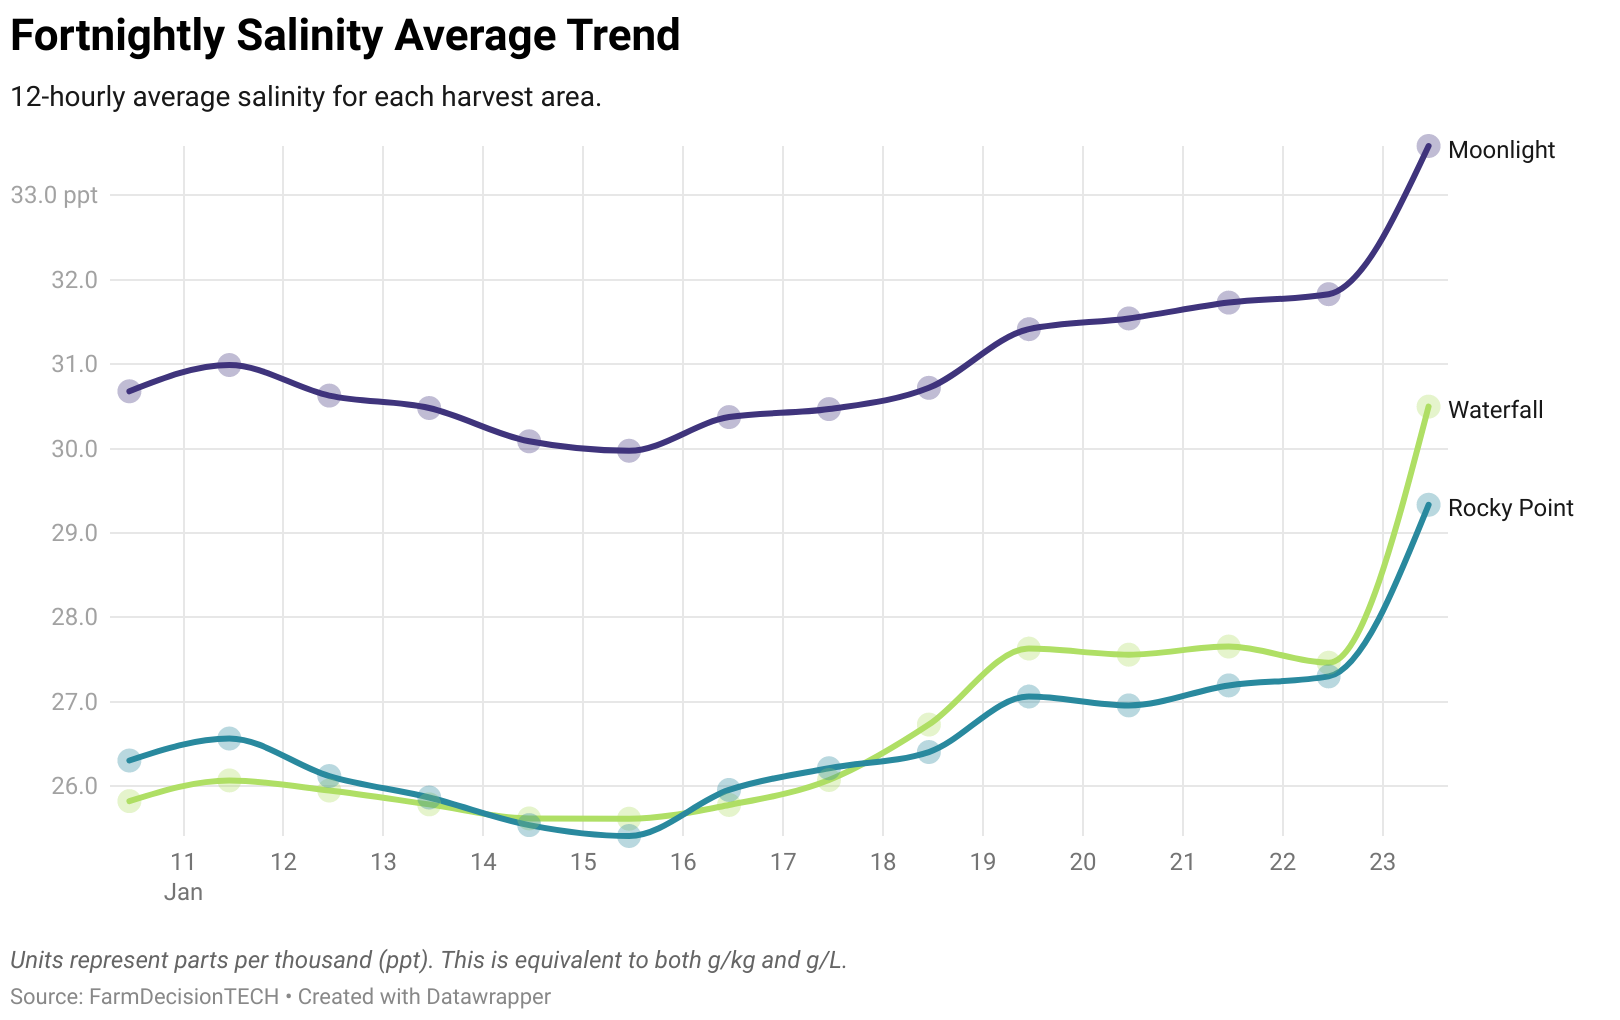 Fortnightly Salinity Average Trend
12-hourly average salinity for each harvest area.
Moonlight
33.0 ppt
32.0
31.0
Waterfall
30.0
Rocky Point
29.0
28.0
27.0
26.0
11 12 13 14 15 16 17 18 19 20 21 22 23
Jan
Units represent parts per thousand (ppt). This is equivalent to both g/kg and g/L.
Source: FarmDecisionTECH • Created with Datawrapper